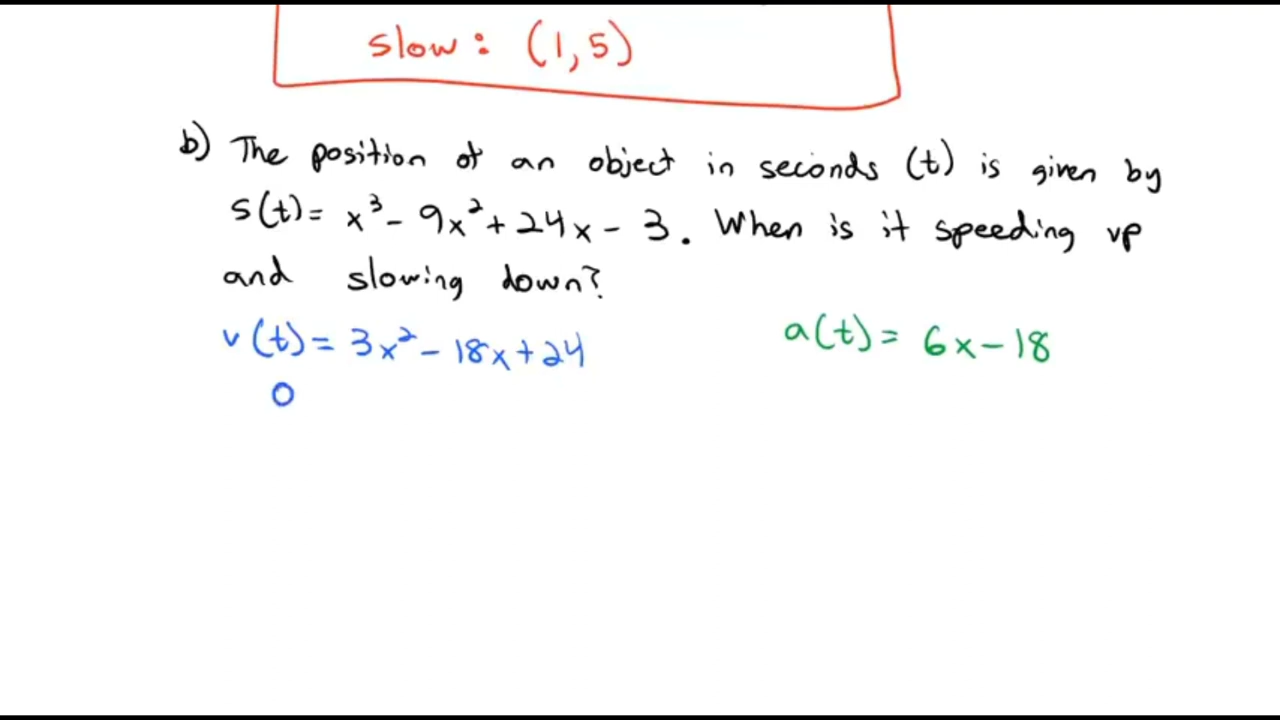 slow: (1,5)
b) The position of an object in seconds (t) is given by
s(t)= x³- 9x²+24x-3. When is it speeding up
and slowing down?
v(t)= 3x²-18x+24 a(t)= 6x-18
0